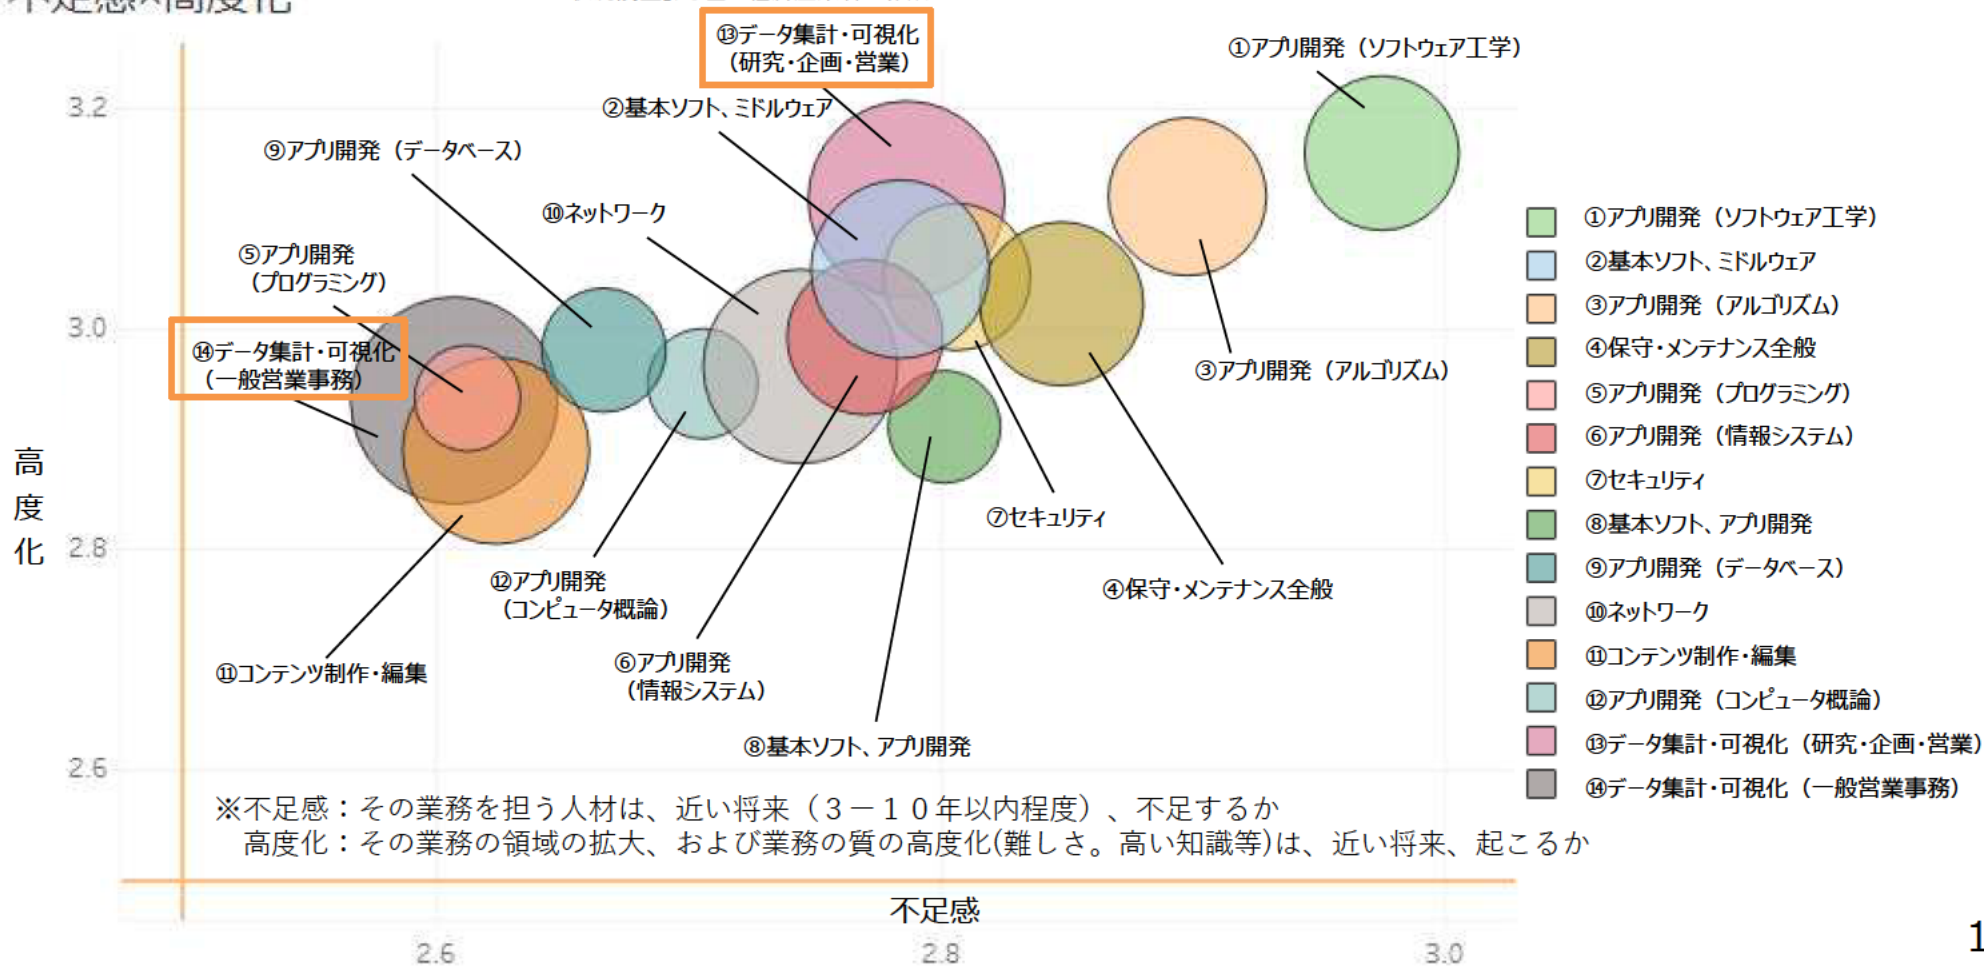 不足感×高度化
⑬データ集計・可視化
（研究・企画・営業）
①アプリ開発（ソフトウェア工学）
②基本ソフト、ミドルウェア
⑨アプリ開発（データベース）
⑩ネットワーク
⑤アプリ開発
（プログラミング）
⑭データ集計・可視化
（一般営業事務）
③アプリ開発（アルゴリズム）
⑦セキュリティ
④保守・メンテナンス全般
⑫アプリ開発
（コンピュータ概論）
⑥アプリ開発
（情報システム）
⑪コンテンツ制作・編集
⑧基本ソフト、アプリ開発
高度化
3.2
3.0
2.8
2.6
※不足感：その業務を担う人材は、近い将来（３－１０年以内程度）、不足するか
高度化：その業務の領域の拡大、および業務の質の高度化(難しさ。高い知識等)は、近い将来、起こるか
不足感
2.6
2.8
3.0
①アプリ開発（ソフトウェア工学）
②基本ソフト、ミドルウェア
③アプリ開発（アルゴリズム）
④保守・メンテナンス全般
⑤アプリ開発（プログラミング）
⑥アプリ開発（情報システム）
⑦セキュリティ
⑧基本ソフト、アプリ開発
⑨アプリ開発（データベース）
⑩ネットワーク
⑪コンテンツ制作・編集
⑫アプリ開発（コンピュータ概論）
⑬データ集計・可視化（研究・企画・営業）
⑭データ集計・可視化（一般営業事務）
1